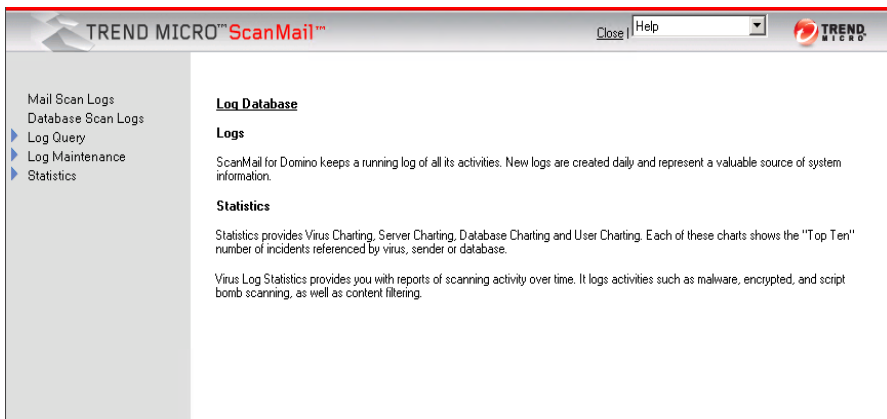 TREND MICRO™ ScanMail™
Close | Help
TREND MICRO
Mail Scan Logs
Database Scan Logs
Log Query
Log Maintenance
Statistics
Log Database
Logs
ScanMail for Domino keeps a running log of all its activities. New logs are created daily and represent a valuable source of system
information.
Statistics
Statistics provides Virus Charting, Server Charting, Database Charting and User Charting. Each of these charts shows the "Top Ten"
number of incidents referenced by virus, sender or database.
Virus Log Statistics provides you with reports of scanning activity over time. It logs activities such as malware, encrypted, and script
bomb scanning, as well as content filtering.